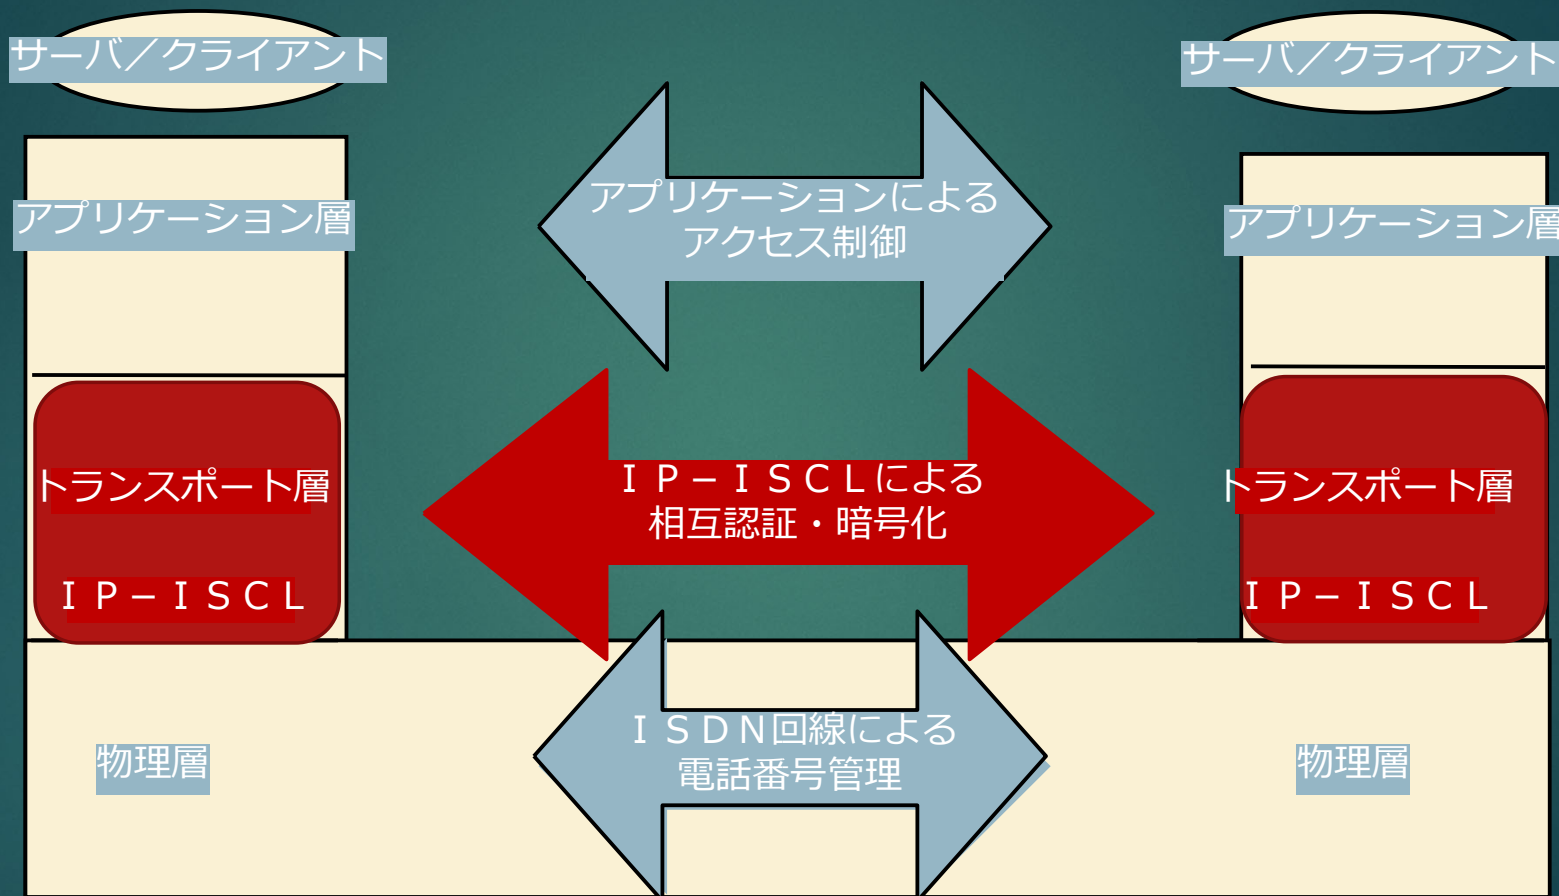 サーバ／クライアント
サーバ／クライアント
アプリケーション層
アプリケーションによる
アクセス制御
アプリケーション層
トランスポート層
ＩＰ－ＩＳＣＬ
ＩＰ－ＩＳＣＬによる
相互認証・暗号化
トランスポート層
ＩＰ－ＩＳＣＬ
物理層
ＩＳＤＮ回線による
電話番号管理
物理層